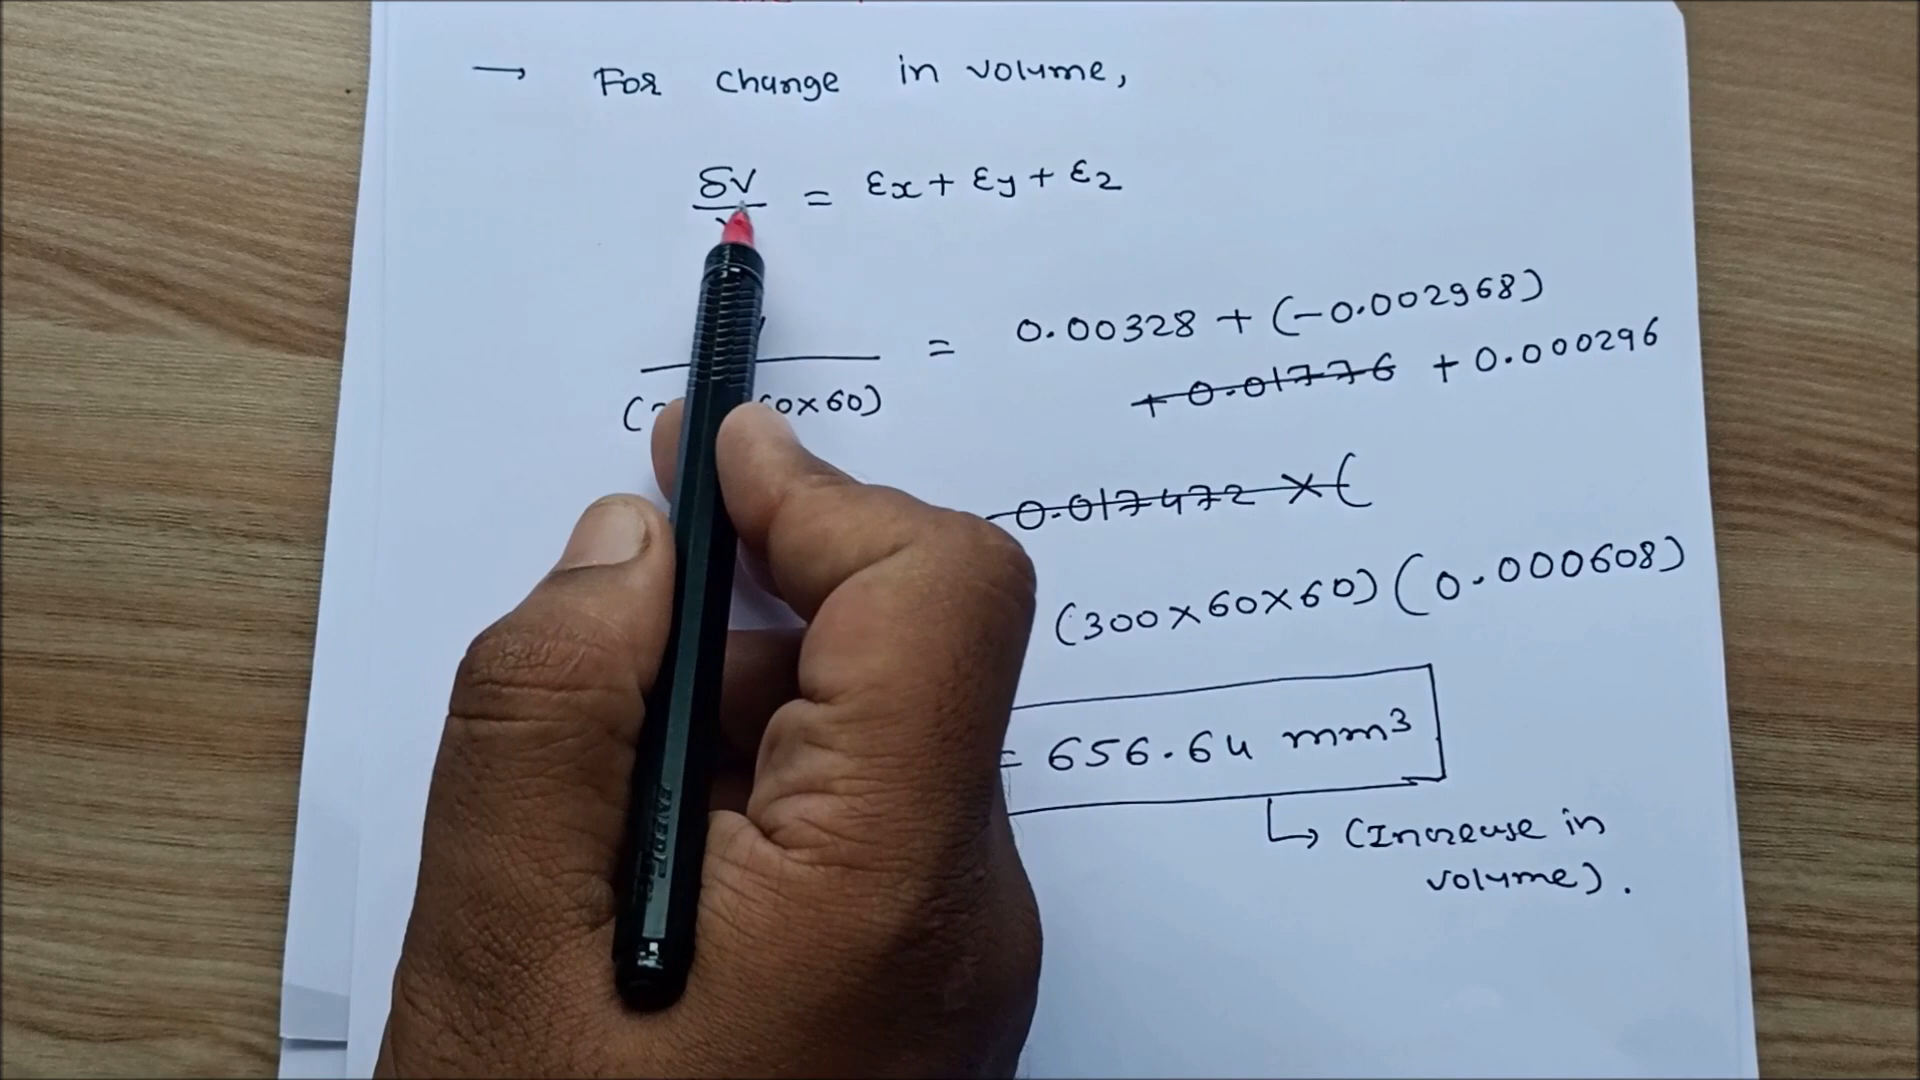 → For change in volume,
δV = εx + εy + εz
= 0.00328 + (-0.002968)
+ 0.01776 + 0.000296
0.017472 × (
(300×60×60) (0.000608)
= 656.64 mm³
↳ (Increase in
volume).